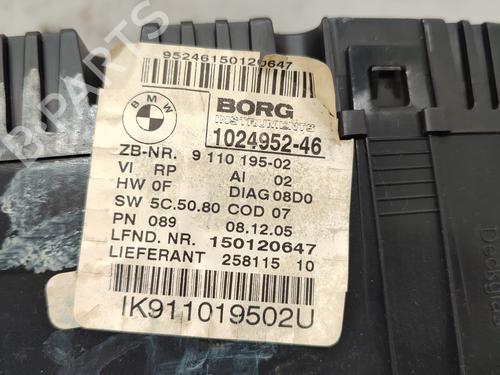 95246150120647
BMW
BORG
INSTRUMENTS
1024952-46
ZB-NR. 9 110 195-02
VI RP AI 02
HW 0F DIAG 08D0
SW 5C.50.80 COD 07
PN 089 08.12.05
LFND. NR. 150120647
LIEFERANT 258115 10
IK911019502U
B-PARTS